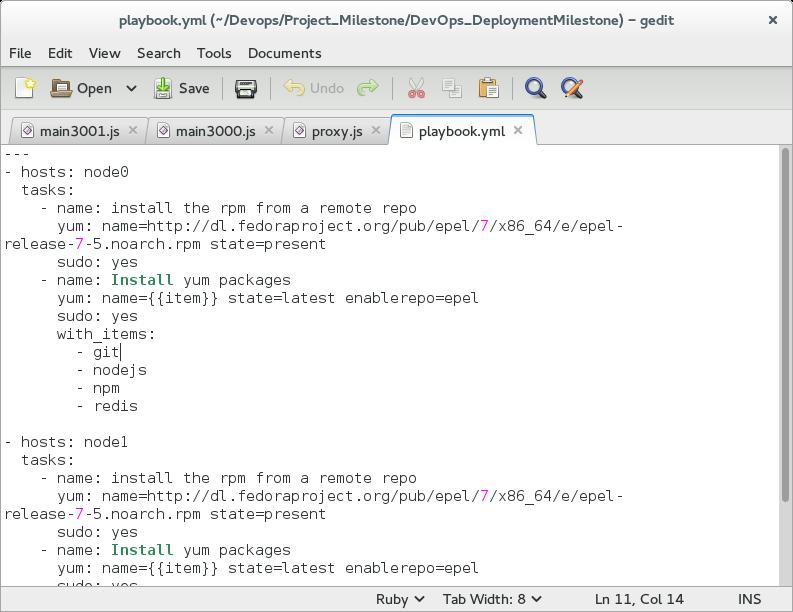 playbook.yml (~/Devops/Project_Milestone/DevOps_DeploymentMilestone) – gedit
File Edit View Search Tools Documents
Open Save Undo
main3001.js main3000.js proxy.js playbook.yml
---
- hosts: node0
  tasks:
    - name: install the rpm from a remote repo
      yum: name=http://dl.fedoraproject.org/pub/epel/7/x86_64/e/epel-
release-7-5.noarch.rpm state=present
      sudo: yes
    - name: Install yum packages
      yum: name={{item}} state=latest enablerepo=epel
      sudo: yes
      with_items:
        - git
        - nodejs
        - npm
        - redis

- hosts: node1
  tasks:
    - name: install the rpm from a remote repo
      yum: name=http://dl.fedoraproject.org/pub/epel/7/x86_64/e/epel-
release-7-5.noarch.rpm state=present
      sudo: yes
    - name: Install yum packages
      yum: name={{item}} state=latest enablerepo=epel
      sudo: yes
Ruby Tab Width: 8 Ln 11, Col 14 INS